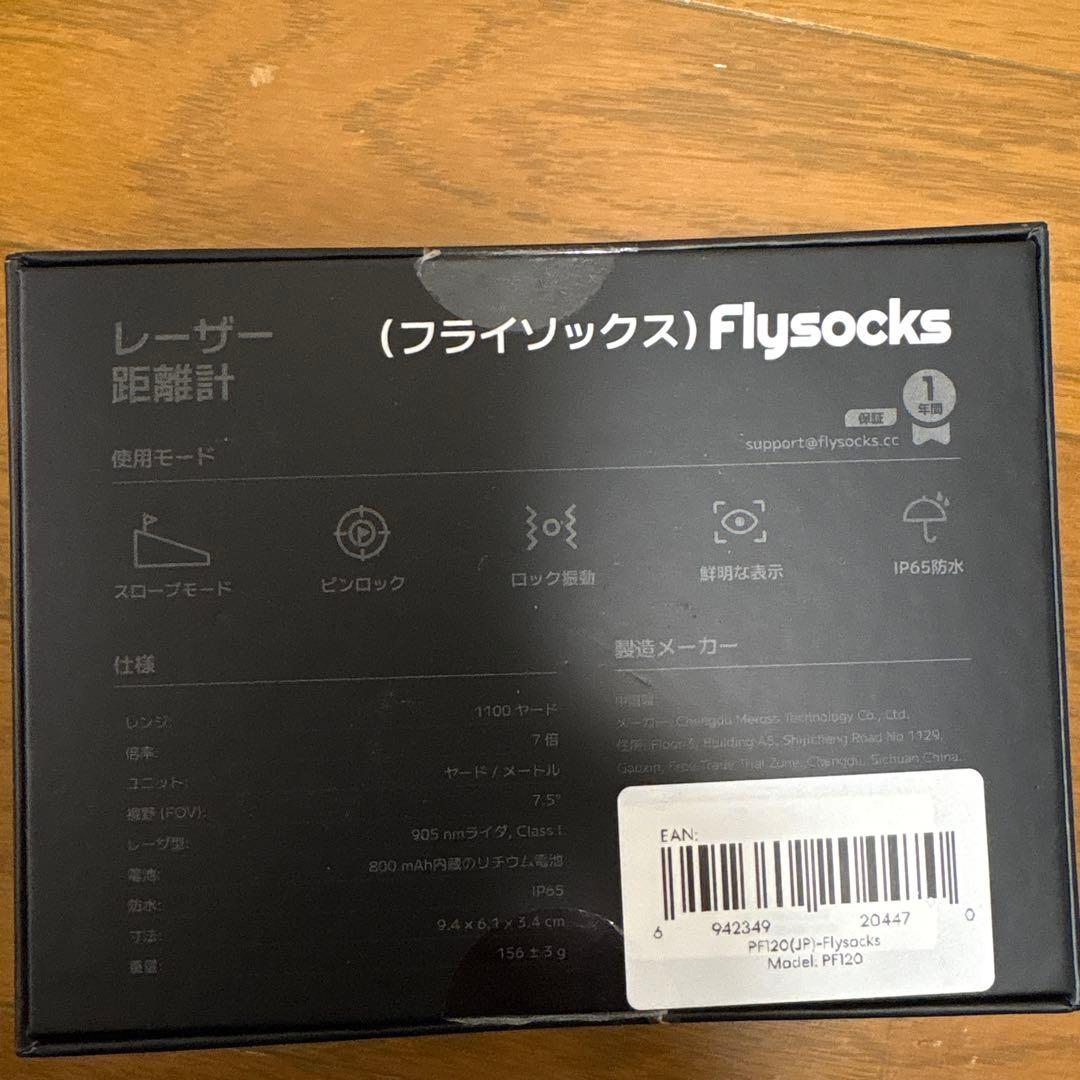 レーザー
距離計
(フライソックス) Flysocks
1
年間
保証
support@flysocks.cc
使用モード
スロープモード
ピンロック
ロック振動
鮮明な表示
IP65防水
仕様
レンジ: 1100 ヤード
倍率: 7 倍
ユニット: ヤード / メートル
視野 (FOV): 7.5°
レーザ型: 905 nmライダ, Class I
電池: 800 mAh内蔵のリチウム電池
防水: IP65
寸法: 9.4 x 6.1 x 3.4 cm
重量: 156 ± 3 g
製造メーカー
中国製
メーカー: Chengdu Meross Technology Co., Ltd.
住所: Floor 3, Building A5, Shijicheng Road No 1129,
Gaoxin, Free Trade Trial Zone, Chengdu, Sichuan China.
EAN:
6 942349 20447 0
PF120(JP)-Flysocks
Model: PF120